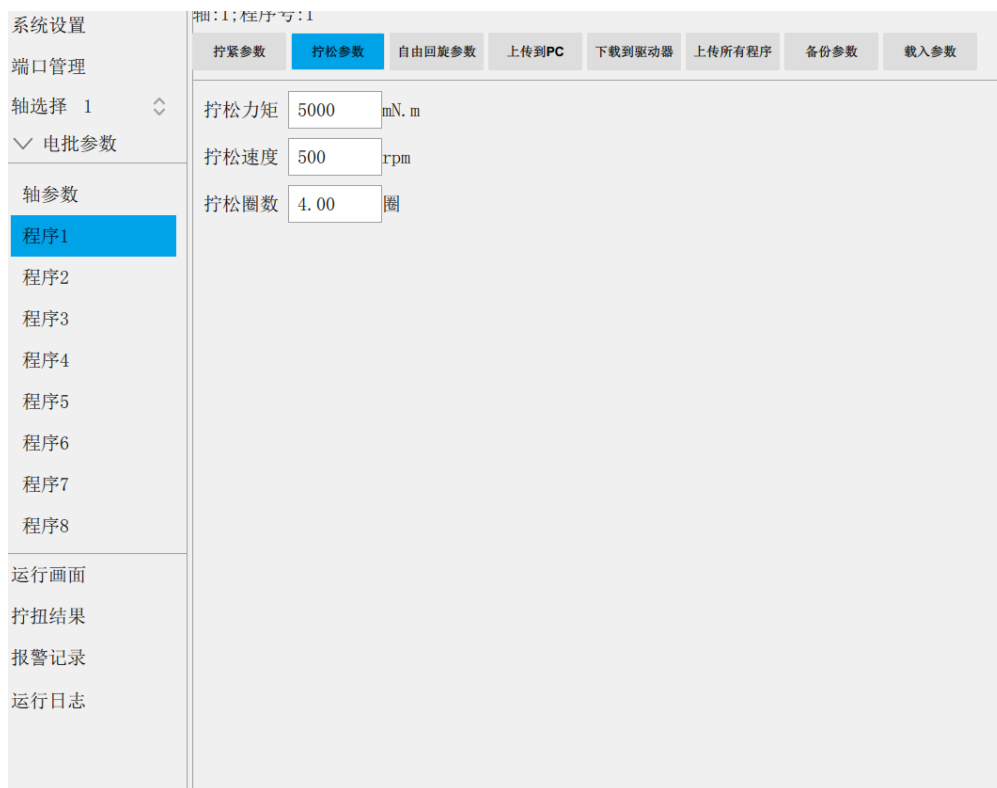 轴:1;程序号:1
系统设置
端口管理
轴选择 1
电批参数
轴参数
程序1
程序2
程序3
程序4
程序5
程序6
程序7
程序8
运行画面
拧扭结果
报警记录
运行日志
拧紧参数 拧松参数 自由回旋参数 上传到PC 下载到驱动器 上传所有程序 备份参数 载入参数
拧松力矩 5000 mN.m
拧松速度 500 rpm
拧松圈数 4.00 圈